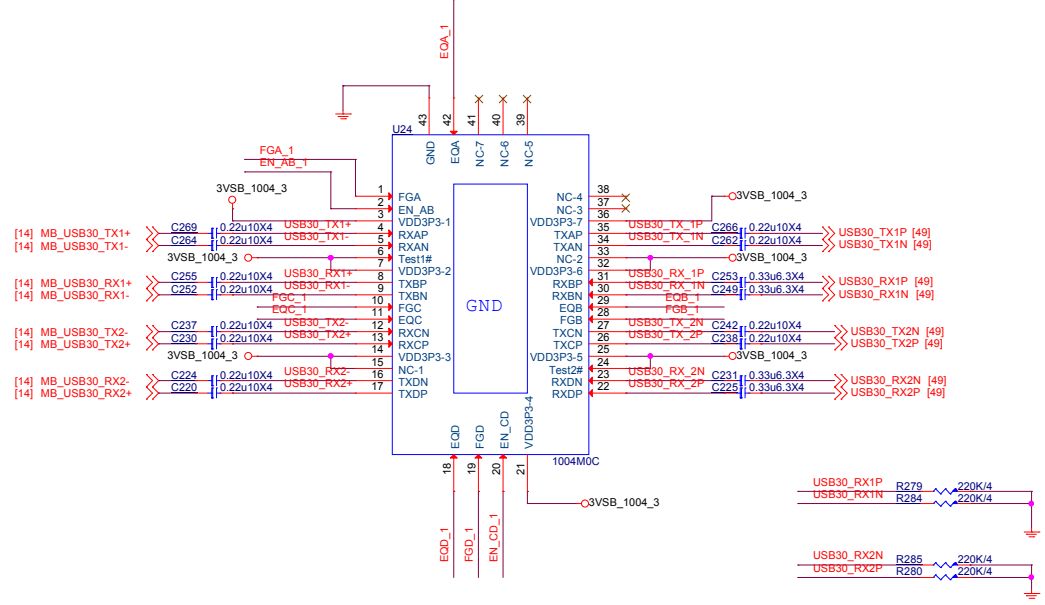 EQA_1
43
42
41
40
39
U24
GND
EQA
NC-7
NC-6
NC-5
FGA_1
EN_AB_1
3VSB_1004_3
1 FGA
2 EN_AB
3 VDD3P3-1
[14] MB_USB30_TX1+ C269 0.22u10X4 USB30_TX1+ 4 RXAP
[14] MB_USB30_TX1- C264 0.22u10X4 USB30_TX1- 5 RXAN
3VSB_1004_3 6 Test1#
7 VDD3P3-2
[14] MB_USB30_RX1+ C255 0.22u10X4 USB30_RX1+ 8 TXBP
[14] MB_USB30_RX1- C252 0.22u10X4 USB30_RX1- 9 TXBN
FGC_1 10 FGC
EQC_1 11 EQC
[14] MB_USB30_TX2- C237 0.22u10X4 USB30_TX2- 12 RXCN
[14] MB_USB30_TX2+ C230 0.22u10X4 USB30_TX2+ 13 RXCP
3VSB_1004_3 14 VDD3P3-3
15 NC-1
[14] MB_USB30_RX2- C224 0.22u10X4 USB30_RX2- 16 TXDN
[14] MB_USB30_RX2+ C220 0.22u10X4 USB30_RX2+ 17 TXDP
GND
NC-4 38
NC-3 37 3VSB_1004_3
VDD3P3-7 36
TXAP 35 USB30_TX_1P C266 0.22u10X4 USB30_TX1P [49]
TXAN 34 USB30_TX_1N C262 0.22u10X4 USB30_TX1N [49]
NC-2 33 3VSB_1004_3
VDD3P3-6 32
RXBP 31 USB30_RX_1P C253 0.33u6.3X4 USB30_RX1P [49]
RXBN 30 USB30_RX_1N C249 0.33u6.3X4 USB30_RX1N [49]
EQB 29 EQB_1
FGB 28 FGB_1
TXCN 27 USB30_TX_2N C242 0.22u10X4 USB30_TX2N [49]
TXCP 26 USB30_TX_2P C238 0.22u10X4 USB30_TX2P [49]
VDD3P3-5 25 3VSB_1004_3
Test2# 24
RXDN 23 USB30_RX_2N C231 0.33u6.3X4 USB30_RX2N [49]
RXDP 22 USB30_RX_2P C225 0.33u6.3X4 USB30_RX2P [49]
EQD
FGD
EN_CD
VDD3P3-4
18
19
20
21
1004M0C
3VSB_1004_3
EQD_1
FGD_1
EN_CD_1
USB30_RX1P R279 220K/4
USB30_RX1N R284 220K/4
USB30_RX2N R285 220K/4
USB30_RX2P R280 220K/4